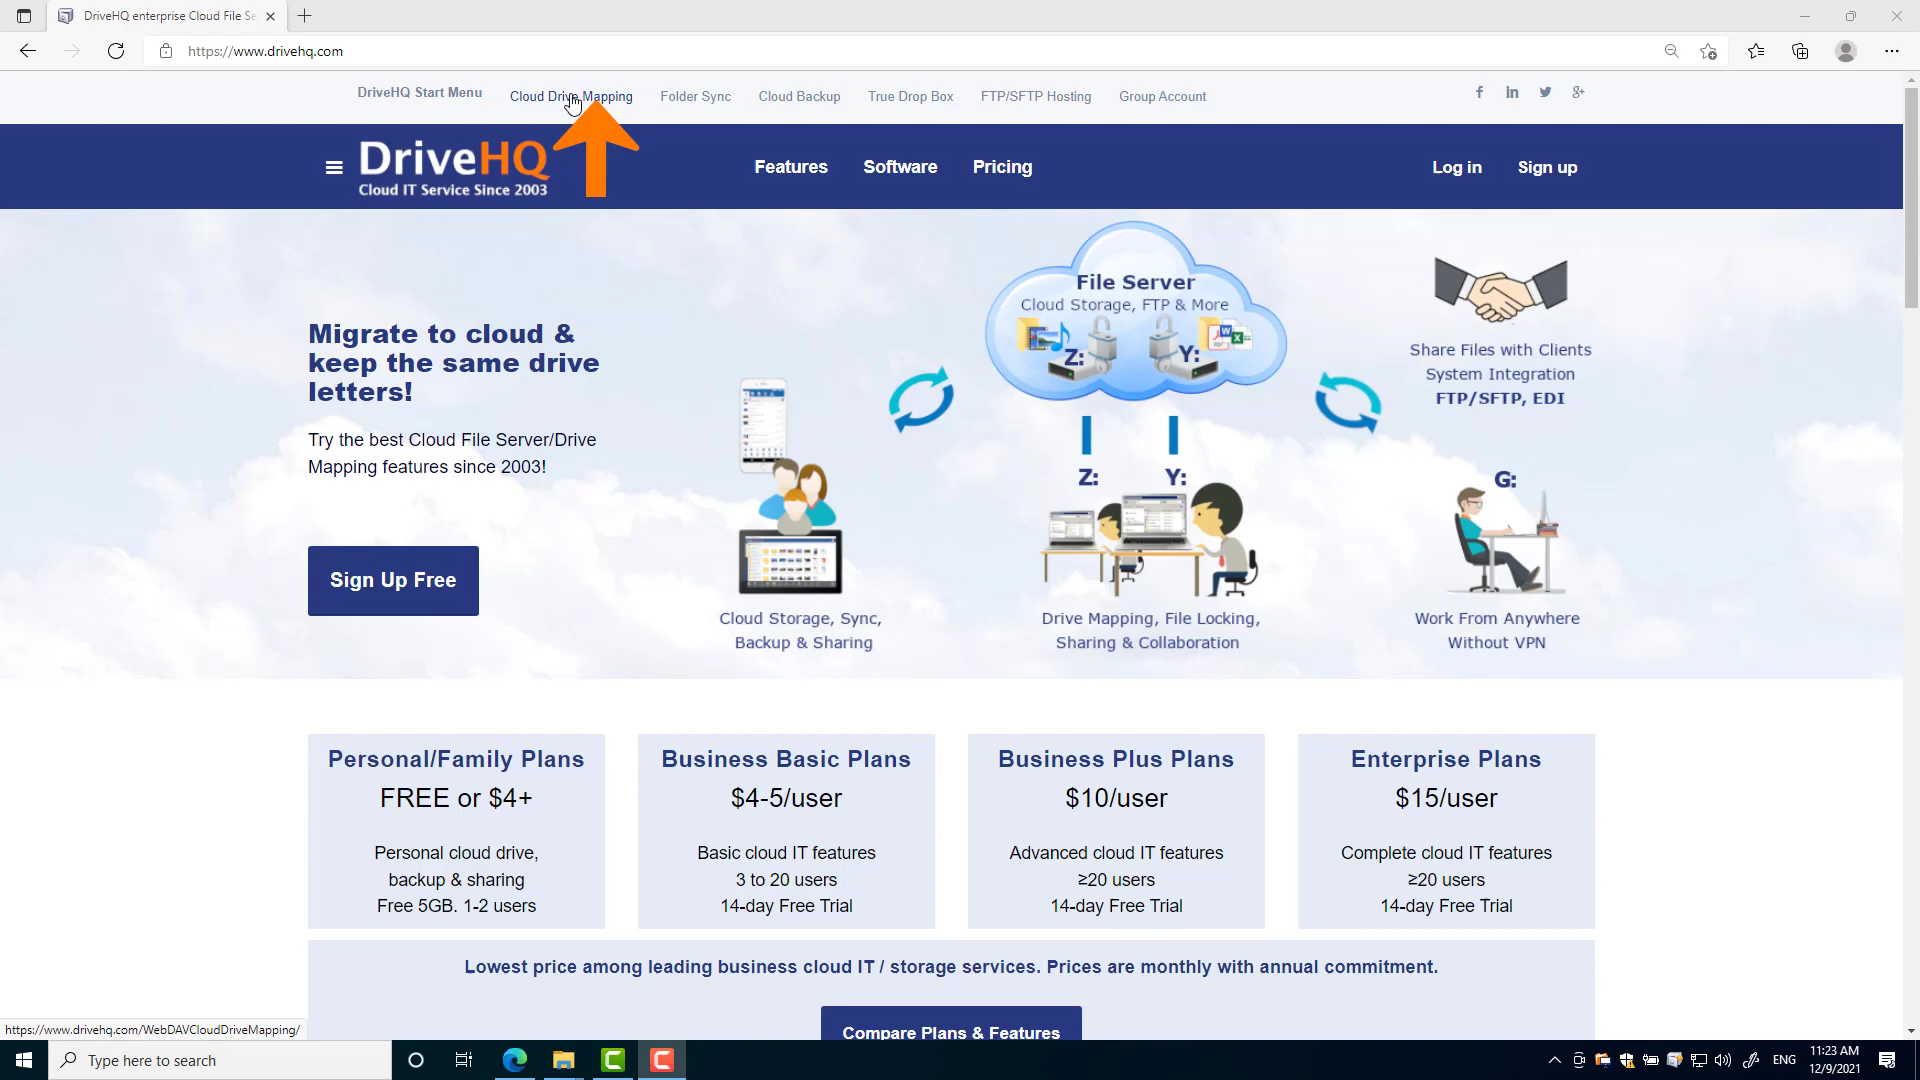 DriveHQ enterprise Cloud File Se
https://www.drivehq.com
DriveHQ Start Menu
Cloud Drive Mapping
Folder Sync
Cloud Backup
True Drop Box
FTP/SFTP Hosting
Group Account
DriveHQ
Cloud IT Service Since 2003
Features
Software
Pricing
Log in
Sign up
Migrate to cloud &
keep the same drive
letters!
Try the best Cloud File Server/Drive
Mapping features since 2003!
Sign Up Free
File Server
Cloud Storage, FTP & More
Z:
Y:
Z:
Y:
Cloud Storage, Sync,
Backup & Sharing
Drive Mapping, File Locking,
Sharing & Collaboration
Share Files with Clients
System Integration
FTP/SFTP, EDI
G:
Work From Anywhere
Without VPN
Personal/Family Plans
FREE or $4+
Personal cloud drive,
backup & sharing
Free 5GB. 1-2 users
Business Basic Plans
$4-5/user
Basic cloud IT features
3 to 20 users
14-day Free Trial
Business Plus Plans
$10/user
Advanced cloud IT features
≥20 users
14-day Free Trial
Enterprise Plans
$15/user
Complete cloud IT features
≥20 users
14-day Free Trial
Lowest price among leading business cloud IT / storage services. Prices are monthly with annual commitment.
Compare Plans & Features
https://www.drivehq.com/WebDAVCloudDriveMapping/
Type here to search
ENG
11:23 AM
12/9/2021